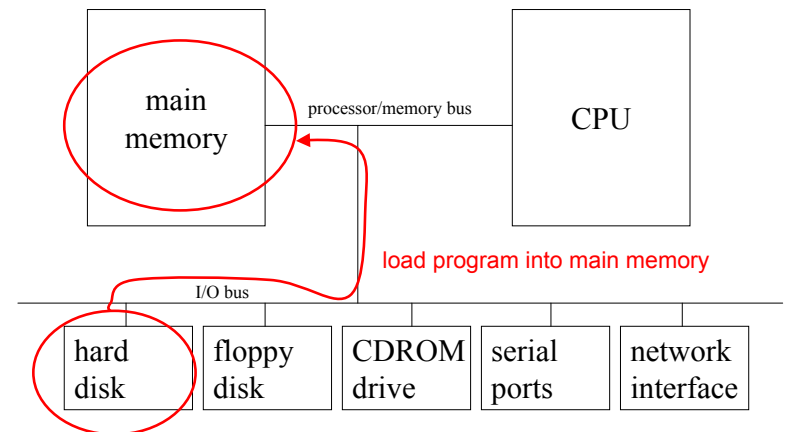 main
memory
processor/memory bus
CPU
load program into main memory
I/O bus
hard
disk
floppy
disk
CDROM
drive
serial
ports
network
interface